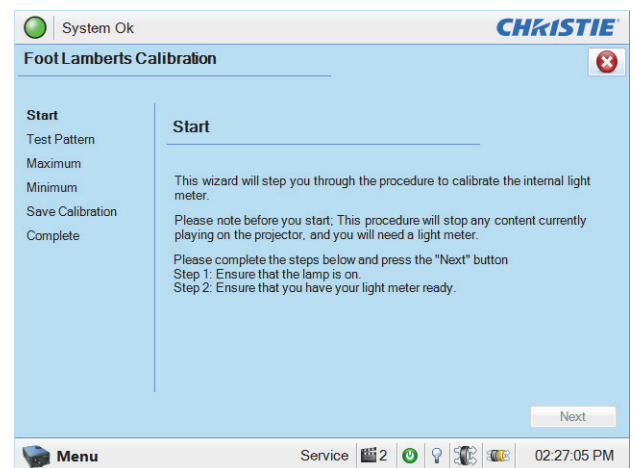 System Ok
CHRISTIE
Foot Lamberts Calibration
Start
Test Pattern
Maximum
Minimum
Save Calibration
Complete
Start
This wizard will step you through the procedure to calibrate the internal light
meter.
Please note before you start; This procedure will stop any content currently
playing on the projector, and you will need a light meter.
Please complete the steps below and press the "Next" button
Step 1: Ensure that the lamp is on.
Step 2: Ensure that you have your light meter ready.
Next
Menu
Service
2
02:27:05 PM